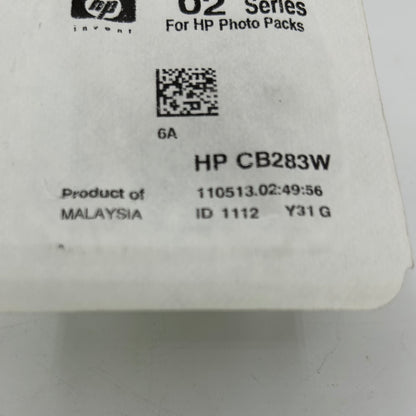 hp
invent
02 Series
For HP Photo Packs
6A
HP CB283W
Product of
MALAYSIA
110513.02:49:56
ID 1112 Y31 G